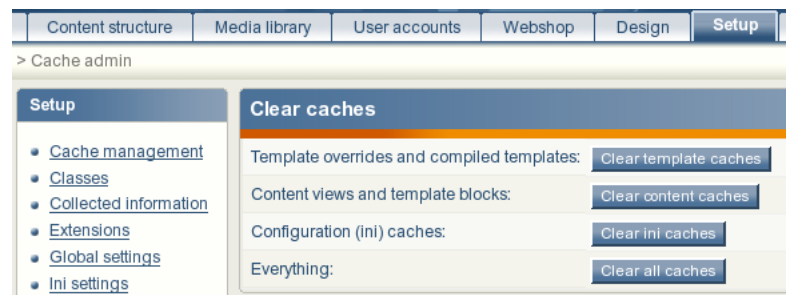 Content structure Media library User accounts Webshop Design Setup
> Cache admin
Setup
Cache management
Classes
Collected information
Extensions
Global settings
Ini settings
Clear caches
Template overrides and compiled templates: Clear template caches
Content views and template blocks: Clear content caches
Configuration (ini) caches: Clear ini caches
Everything: Clear all caches